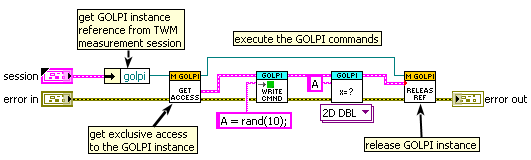 get GOLPI instance
reference from TWM
measurement session
execute the GOLPI commands
session
golpi
M GOLPI
GET
ACCESS
GOLPI
WRITE
CMND
A
GOLPI
x=?
M GOLPI
RELEAS
REF
error in
error out
A = rand(10);
2D DBL
get exclusive access
to the GOLPI instance
release GOLPI instance